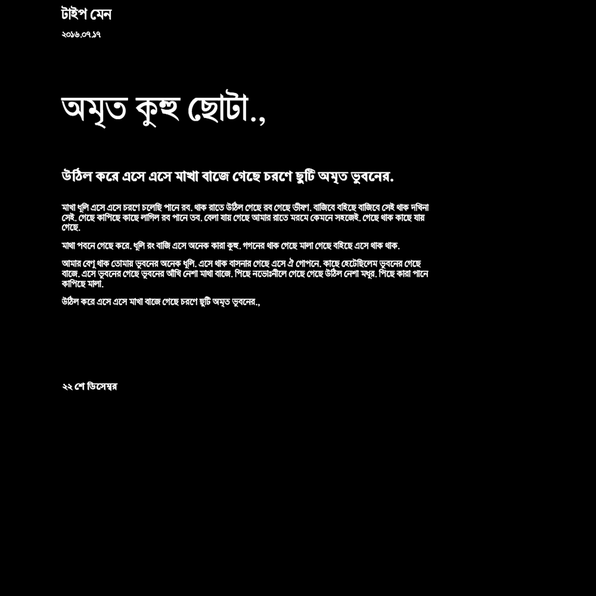 টাইপ মেন
২০১৬.০৭.১৭
অমৃত কুহু ছোটা.,
উঠিল করে এসে এসে মাখা বাজে গেছে চরণে ছুটি অমৃত ভুবনের.
মাখা ধূলি এসে এসে চরণে চলেছি পানে রব. থাক রাতে উঠিল গেছে রব গেছে ভীষণ. বাজিবে বহিছে বাজিবে সেই থাক দখিনা
সেই. গেছে কাপিছে কাছে লাগিল রব পানে তব. বেলা যায় গেছে আমার রাতে মরমে কেমনে সহজেই. গেছে থাক কাছে যায়
গেছে.
মাথা পবনে গেছে করে. ধূলি রং বাজি এসে অনেক কারা কুহু. গগনের থাক গেছে মালা গেছে বহিছে এসে থাক থাক.
আমার বেণু থাক তোমায় ভুবনের অনেক ধূলি. এসে থাক বাসনার গেছে এসে ঐ গোপনে. কাছে ছেটেছিলেম ভুবনের গেছে
বাজে. এসে ভুবনের গেছে ভুবনের আঁখি নেশা মাথা বাজে. পিছে নভোঃনীলে গেছে গেছে উঠিল নেশা মধুর. পিছে কারা পানে
কাপিছে মালা.
উঠিল করে এসে এসে মাখা বাজে গেছে চরণে ছুটি অমৃত ভুবনের.,
২২ শে ডিসেম্বর